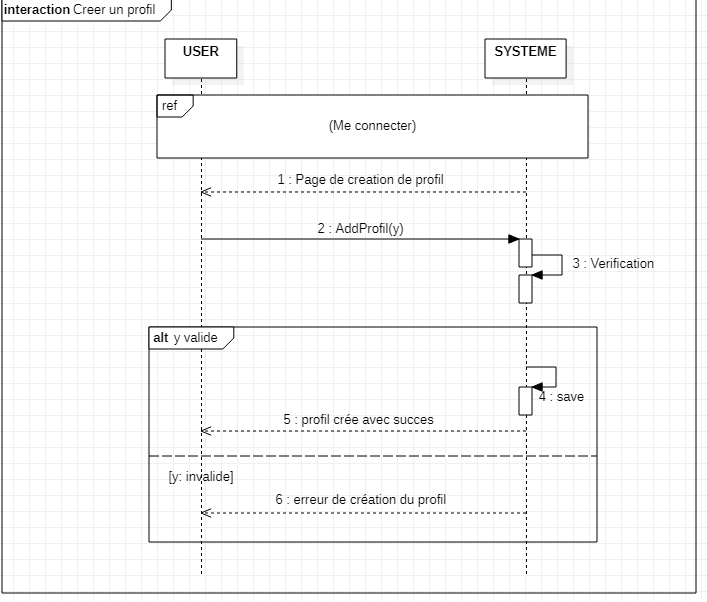 interaction Creer un profil
USER
SYSTEME
ref
(Me connecter)
1 : Page de creation de profil
2 : AddProfil(y)
3 : Verification
alt y valide
4 : save
5 : profil crée avec succes
[y: invalide]
6 : erreur de création du profil